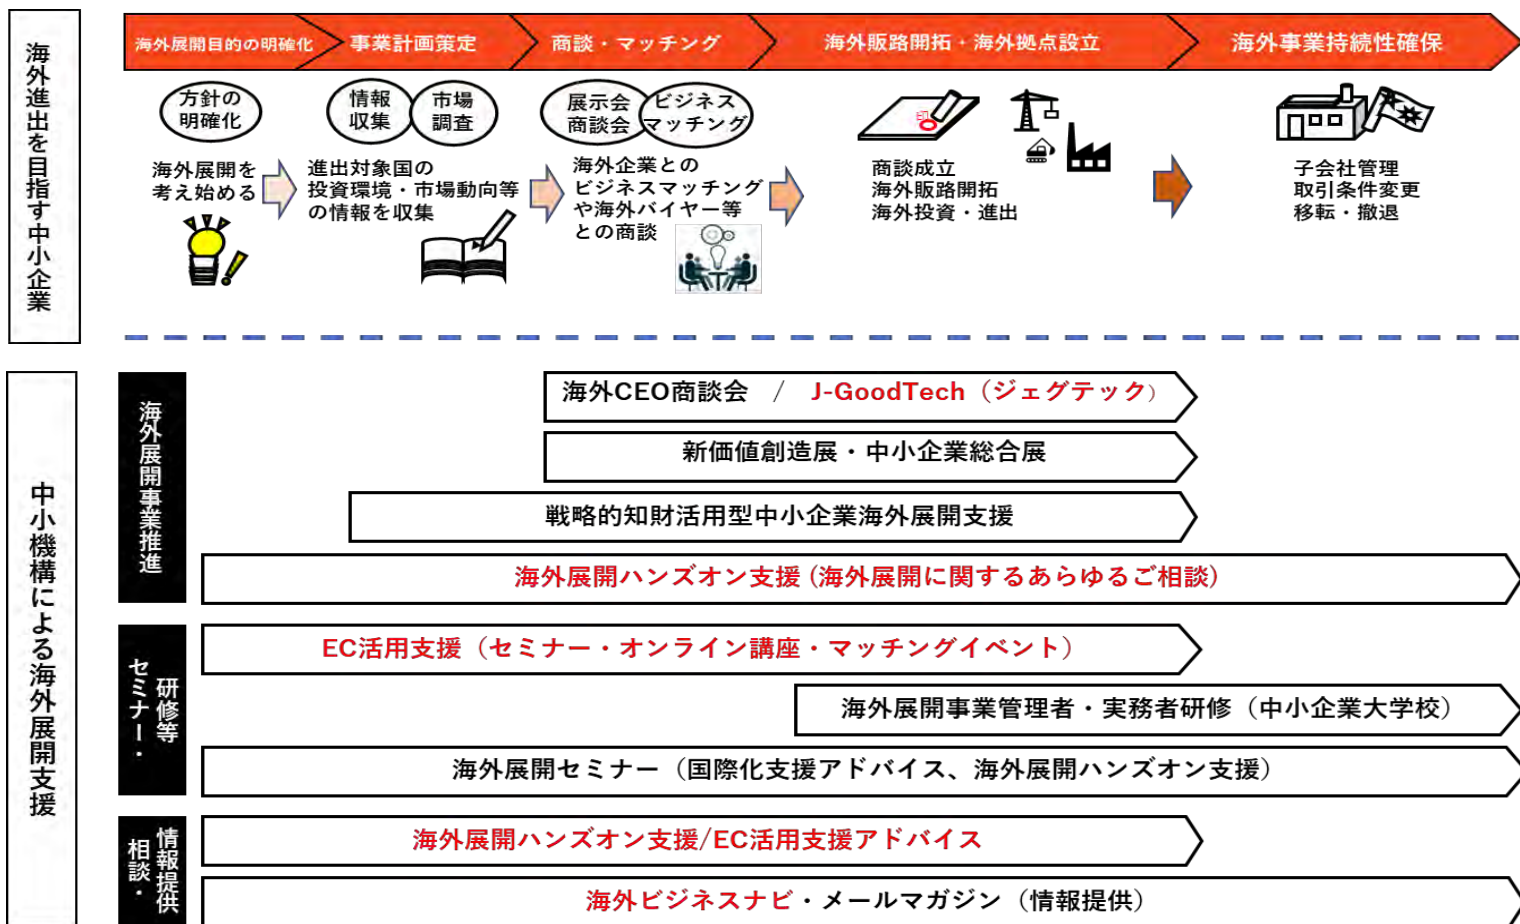 海外進出を目指す中小企業
海外展開目的の明確化
事業計画策定
商談・マッチング
海外販路開拓・海外拠点設立
海外事業持続性確保
方針の
明確化
情報
収集
市場
調査
展示会
商談会
ビジネス
マッチング
印
海外展開を
考え始める
進出対象国の
投資環境・市場動向等
の情報を収集
海外企業との
ビジネスマッチング
や海外バイヤー等
との商談
商談成立
海外販路開拓
海外投資・進出
子会社管理
取引条件変更
移転・撤退
中小機構による海外展開支援
海外展開事業推進
海外CEO商談会 / J-GoodTech（ジェグテック）
新価値創造展・中小企業総合展
戦略的知財活用型中小企業海外展開支援
海外展開ハンズオン支援(海外展開に関するあらゆるご相談)
セミナー・
研修等
EC活用支援（セミナー・オンライン講座・マッチングイベント）
海外展開事業管理者・実務者研修（中小企業大学校）
海外展開セミナー（国際化支援アドバイス、海外展開ハンズオン支援）
相談・
情報提供
海外展開ハンズオン支援/EC活用支援アドバイス
海外ビジネスナビ・メールマガジン（情報提供）